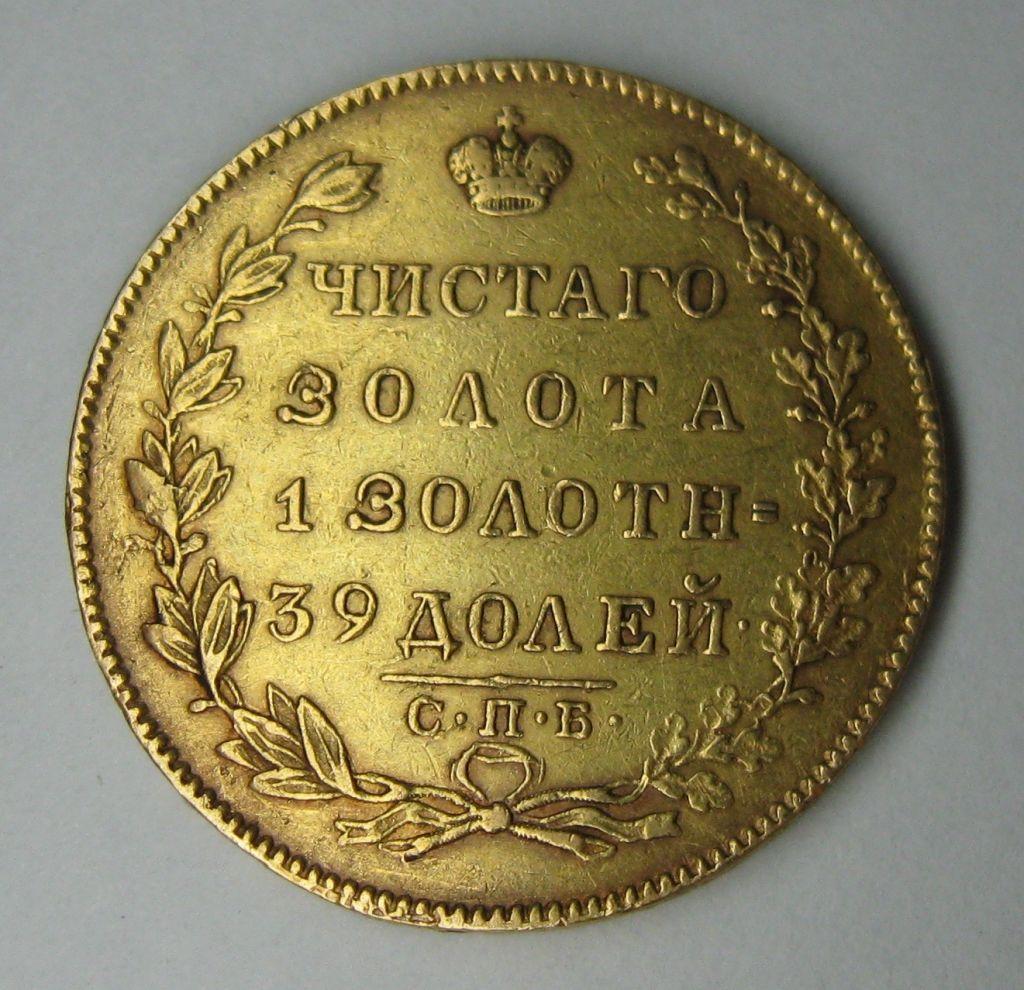 ЧИСТАГО
ЗОЛОТА
1 ЗОЛОТН=
39 ДОЛЕЙ·
С·П·Б·